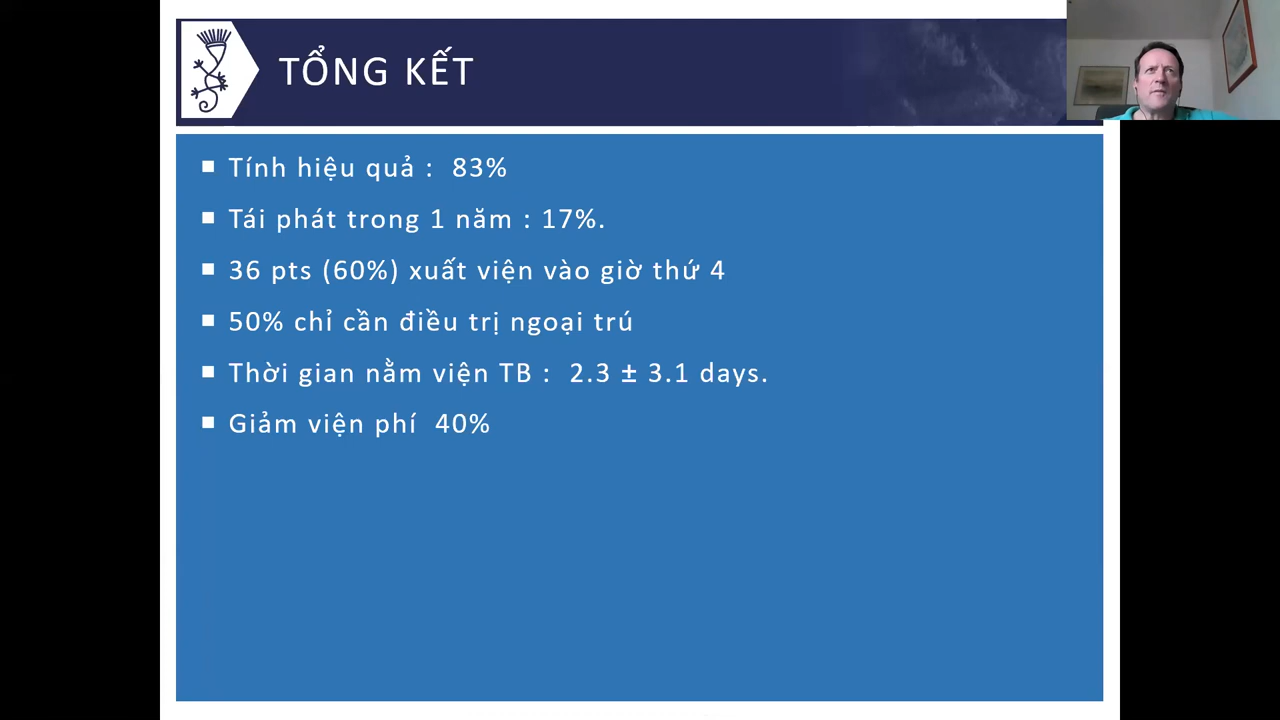 TỔNG KẾT
Tính hiệu quả : 83%
Tái phát trong 1 năm : 17%.
36 pts (60%) xuất viện vào giờ thứ 4
50% chỉ cần điều trị ngoại trú
Thời gian nằm viện TB : 2.3 ± 3.1 days.
Giảm viện phí 40%